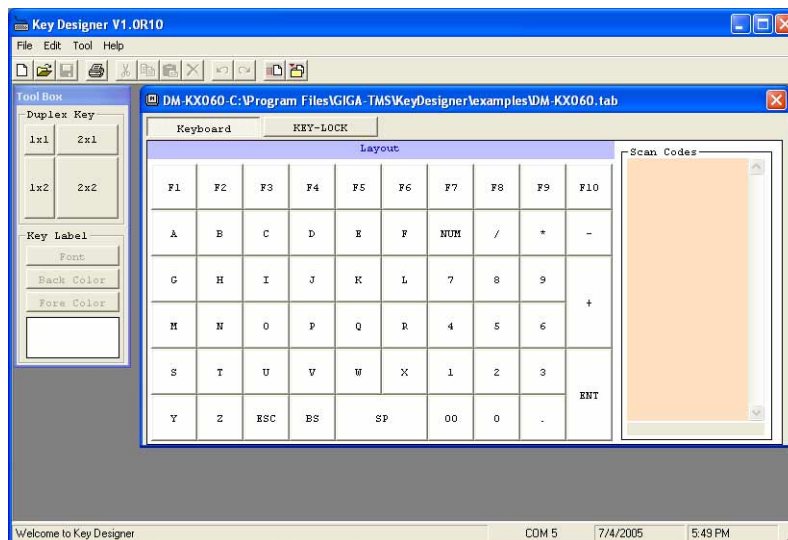 Key Designer V1.0R10
File Edit Tool Help
Tool Box
Duplex Key
1x1 2x1
1x2 2x2
Key Label
Font
Back Color
Fore Color
DM-KX060-C:\Program Files\GIGA-TMS\KeyDesigner\examples\DM-KX060.tab
Keyboard KEY-LOCK
Layout
F1 F2 F3 F4 F5 F6 F7 F8 F9 F10
A B C D E F NUM / * -
G H I J K L 7 8 9
+
M N O P Q R 4 5 6
S T U V W X 1 2 3
ENT
Y Z ESC BS SP 00 0 .
Scan Codes
Welcome to Key Designer COM 5 7/4/2005 5:49 PM